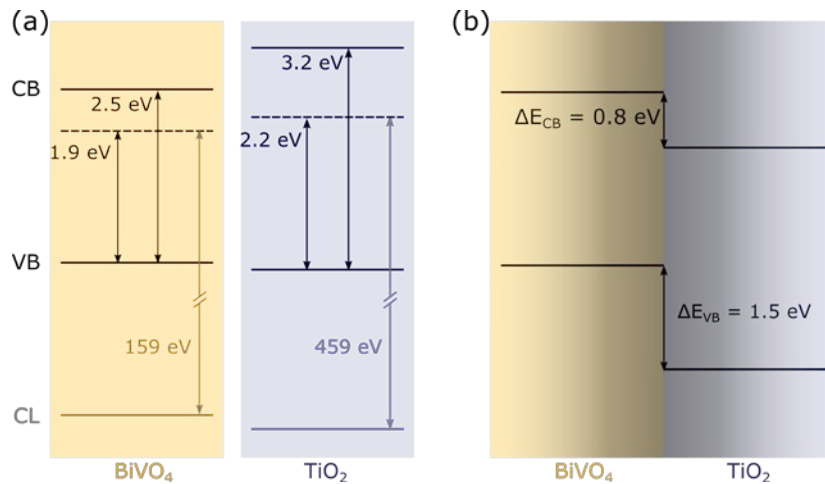 (a)
(b)
3.2 eV
CB
2.5 eV
ΔE_CB = 0.8 eV
1.9 eV
2.2 eV
VB
ΔE_VB = 1.5 eV
159 eV
459 eV
CL
BiVO₄
TiO₂
BiVO₄
TiO₂